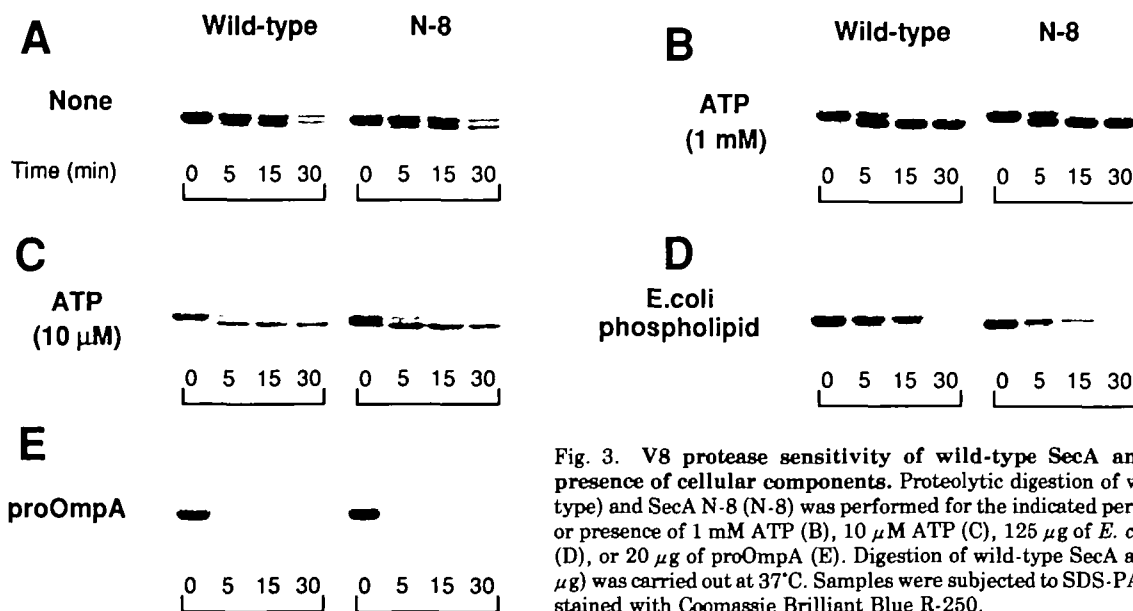 A
Wild-type N-8
None
Time (min) 0 5 15 30 0 5 15 30
B
Wild-type N-8
ATP
(1 mM)
0 5 15 30 0 5 15 30
C
ATP
(10 μM)
0 5 15 30 0 5 15 30
D
E.coli
phospholipid
0 5 15 30 0 5 15 30
E
proOmpA
0 5 15 30 0 5 15 30
Fig. 3. V8 protease sensitivity of wild-type SecA an
presence of cellular components. Proteolytic digestion of v
type) and SecA N-8 (N-8) was performed for the indicated per
or presence of 1 mM ATP (B), 10 μM ATP (C), 125 μg of E. c
(D), or 20 μg of proOmpA (E). Digestion of wild-type SecA a
μg) was carried out at 37°C. Samples were subjected to SDS-PA
stained with Coomassie Brilliant Blue R-250.